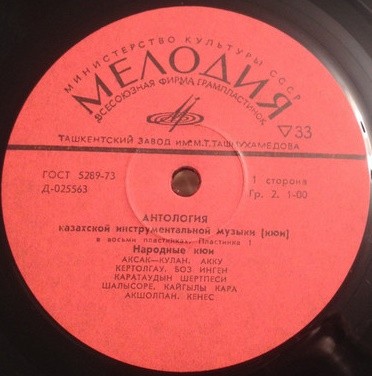 МИНИСТЕРСТВО КУЛЬТУРЫ СССР
МЕЛОДИЯ
ВСЕСОЮЗНАЯ ФИРМА ГРАМПЛАСТИНОК
33
ТАШКЕНТСКИЙ ЗАВОД ИМ. М.Т. ТАШМУХАМЕДОВА
ГОСТ 5289-73
Д-025563
1 сторона
Гр. 2. 1-00
АНТОЛОГИЯ
казахской инструментальной музыки (кюи)
в восьми пластинках. Пластинка 1
Народные кюи
АКСАК—КУЛАН. АККУ
КЕРТОЛГАУ. БОЗ ИНГЕН
КАРАТАУДЫН ШЕРТПЕСИ
ШАЛЫСОРЕ. КАЙГЫЛЫ КАРА
АКШОЛПАН. КЕНЕС